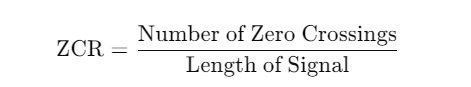 ZCR = Number of Zero Crossings
Length of Signal